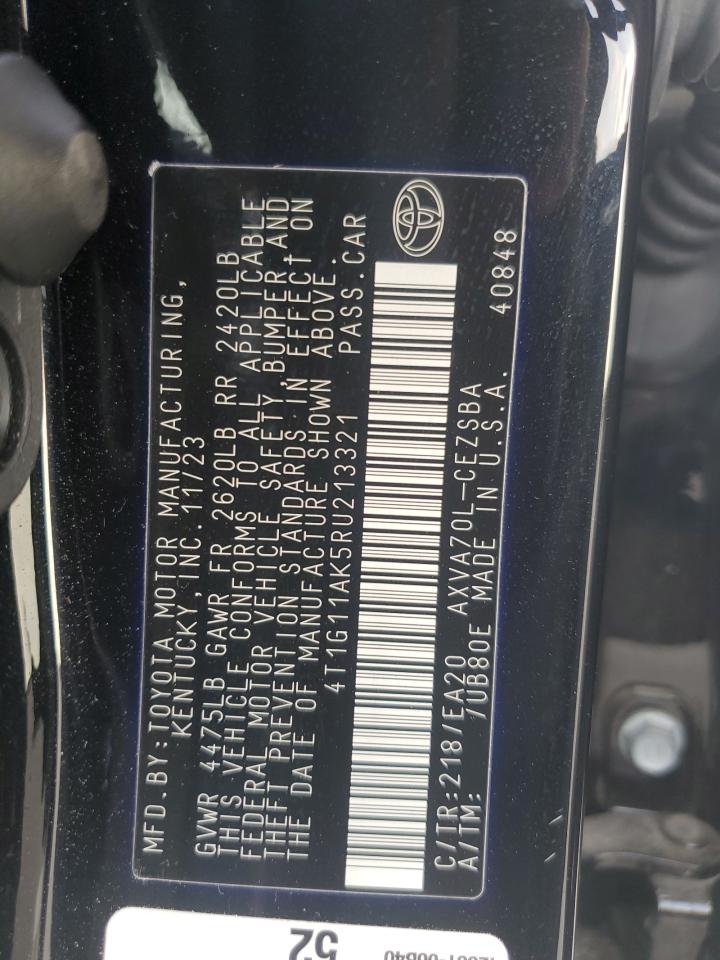 MFD.BY:TOYOTA MOTOR MANUFACTURING,
KENTUCKY,INC. 11/23
GVWR 4475LB GAWR FR 2620LB RR 2420LB
THIS VEHICLE CONFORMS TO ALL APPLICABLE
FEDERAL MOTOR VEHICLE SAFETY,BUMPER,AND
THEFT PREVENTION STANDARDS IN EFFECT ON
THE DATE OF MANUFACTURE SHOWN ABOVE.
4T1G11AK5RU213321 PASS.CAR
C/TR:218/EA20 AXVA70L-CEZSBA 40848
A/TM: /UB80E MADE IN U.S.A.
52